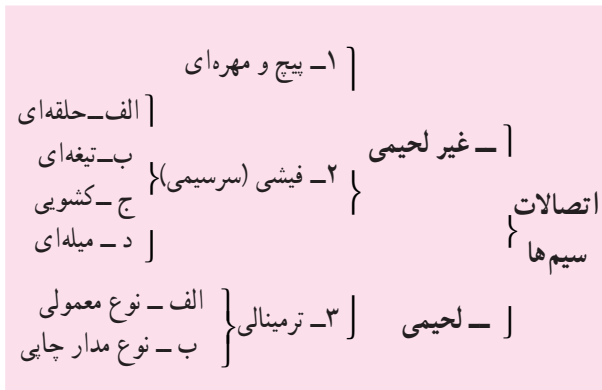 اتصالات
سیم‌ها
ــ غیر لحیمی
۱ــ پیچ و مهره‌ای
۲ــ فیشی (سرسیمی)
الف ــ حلقه‌ای
ب ــ تیغه‌ای
ج ــ کشویی
د ــ میله‌ای
۳ــ ترمینالی
الف ــ نوع معمولی
ب ــ نوع مدار چاپی
ــ لحیمی